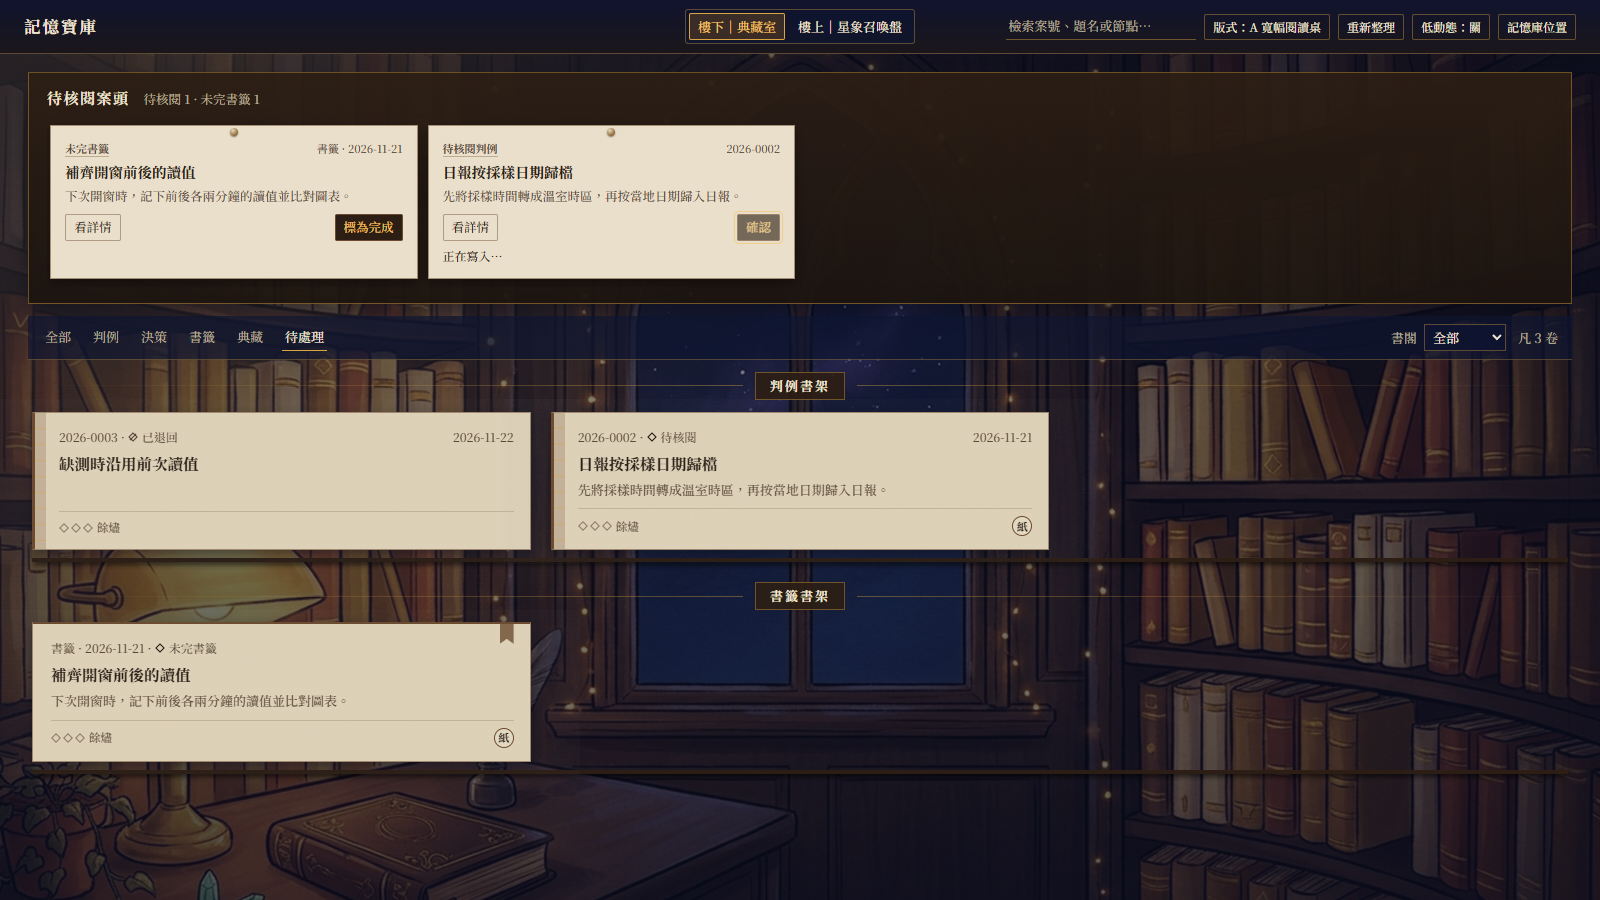 記憶寶庫
樓下｜典藏室
樓上｜星象召喚盤
檢索案號、題名或節點…
版式：A 寬幅閱讀桌
重新整理
低動態：關
記憶庫位置
待核閱案頭
待核閱 1 · 未完書籤 1
未完書籤
書籤 · 2026-11-21
補齊開窗前後的讀值
下次開窗時，記下前後各兩分鐘的讀值並比對圖表。
看詳情
標為完成
待核閱判例
2026-0002
日報按採樣日期歸檔
先將採樣時間轉成溫室時區，再按當地日期歸入日報。
看詳情
確認
正在寫入…
全部
判例
決策
書籤
典藏
待處理
書閣
全部
凡 3 卷
判例書架
2026-0003 · 已退回
2026-11-22
缺測時沿用前次讀值
◇◇◇ 餘燼
2026-0002 · ◇ 待核閱
2026-11-21
日報按採樣日期歸檔
先將採樣時間轉成溫室時區，再按當地日期歸入日報。
◇◇◇ 餘燼
紙
書籤書架
書籤 · 2026-11-21 · ◇ 未完書籤
補齊開窗前後的讀值
下次開窗時，記下前後各兩分鐘的讀值並比對圖表。
◇◇◇ 餘燼
紙